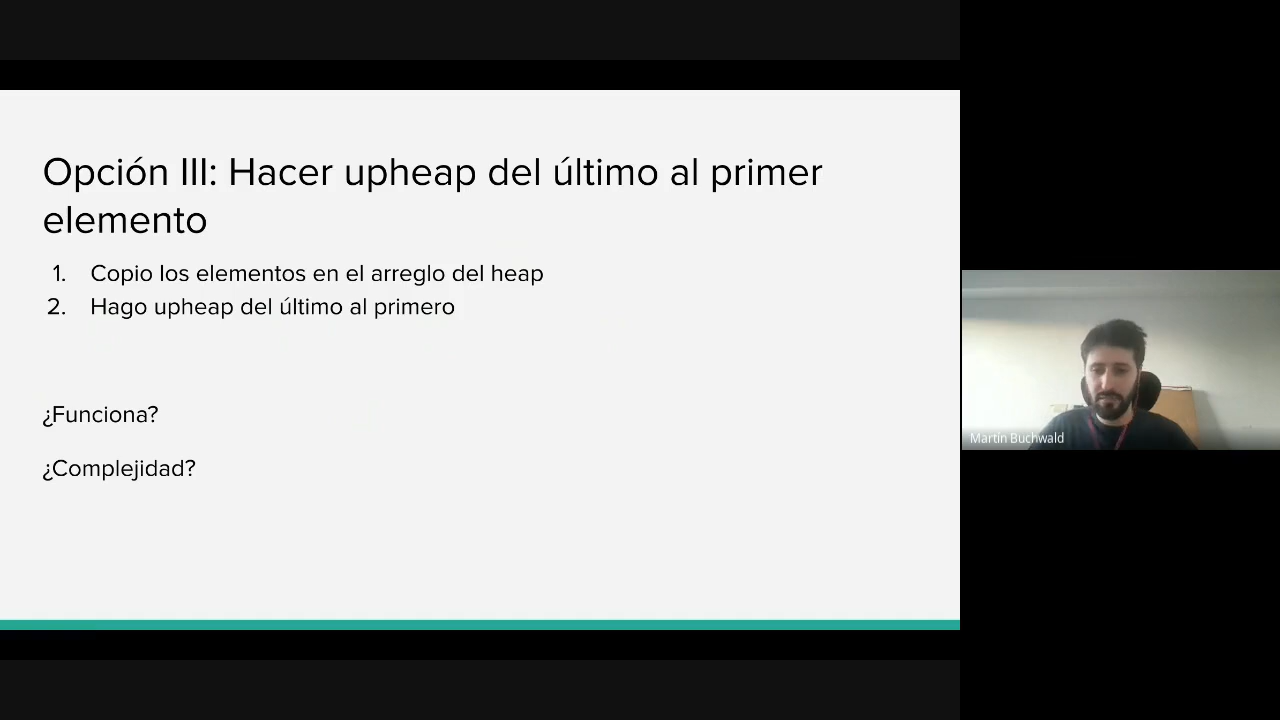 Opción III: Hacer upheap del último al primer
elemento
1. Copio los elementos en el arreglo del heap
2. Hago upheap del último al primero
¿Funciona?
¿Complejidad?
Martín Buchwald